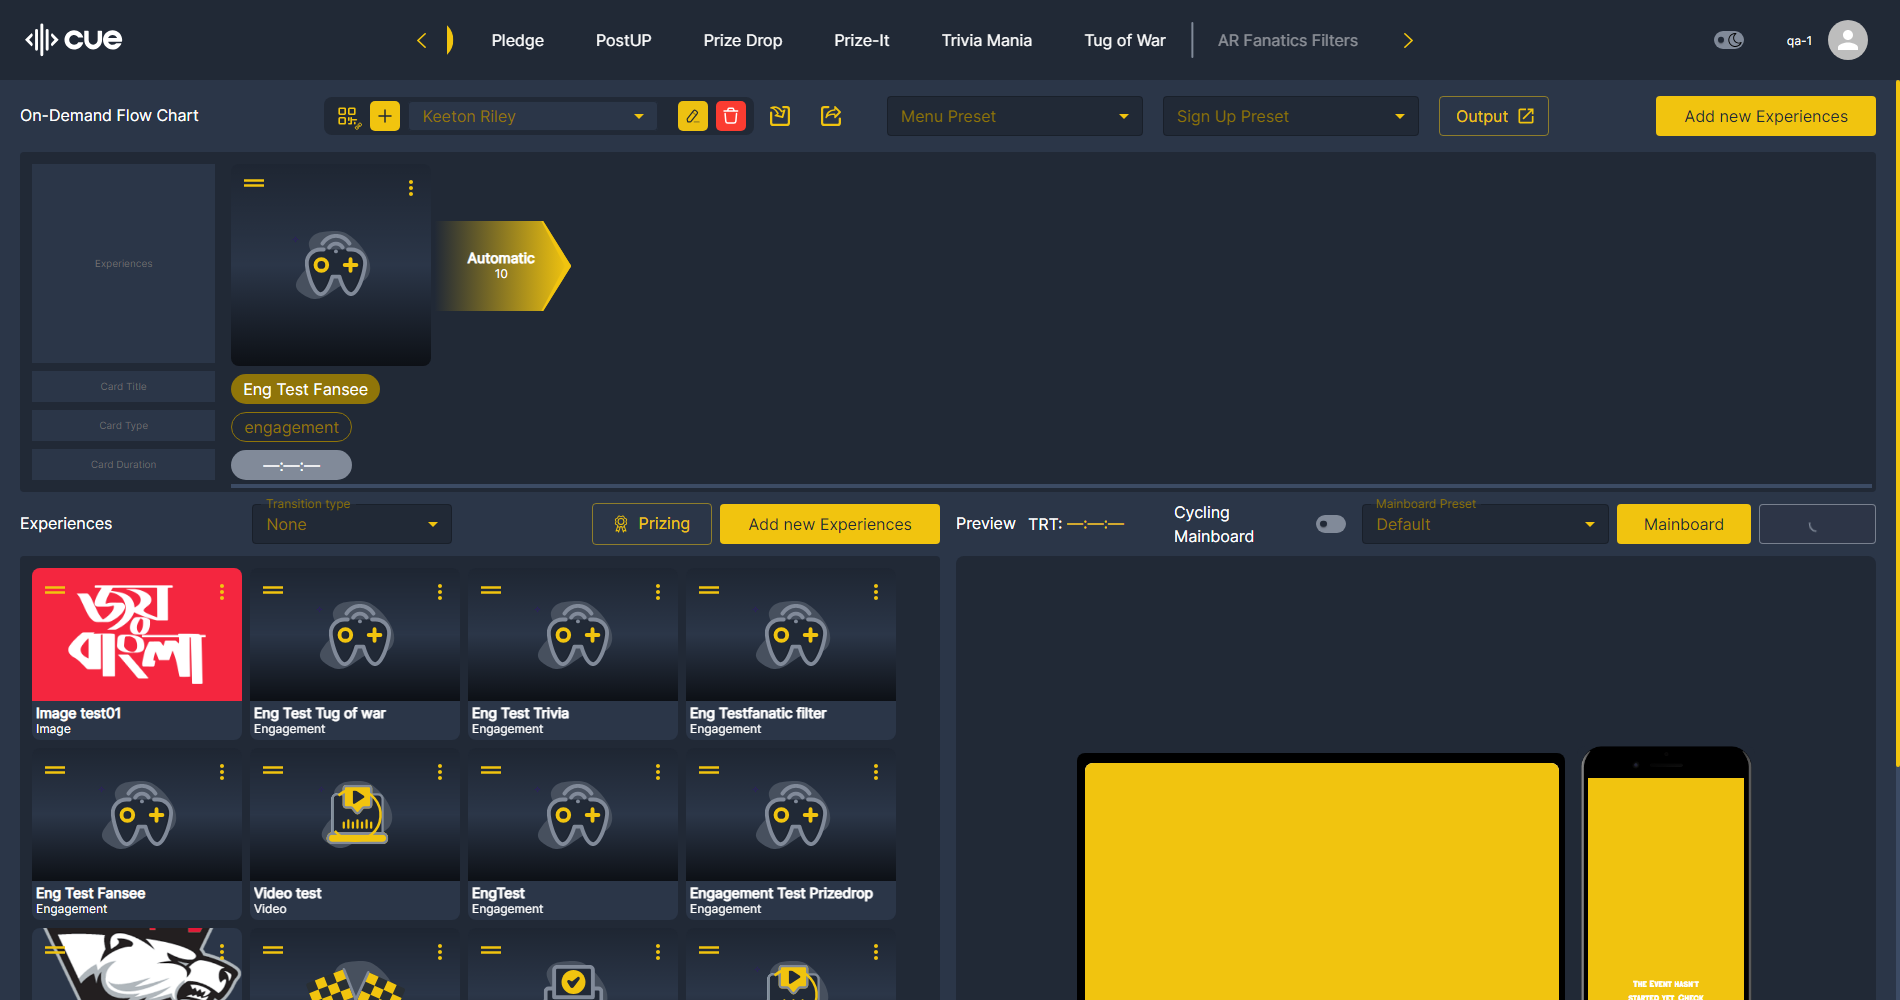 cue
Pledge
PostUP
Prize Drop
Prize-It
Trivia Mania
Tug of War
AR Fanatics Filters
qa-1
On-Demand Flow Chart
Keeton Riley
Menu Preset
Sign Up Preset
Output
Add new Experiences
Experiences
Automatic
10
Card Title
Eng Test Fansee
Card Type
engagement
Card Duration
—:—:—
Experiences
Transition type
None
Prizing
Add new Experiences
Preview
TRT: —:—:—
Cycling
Mainboard
Mainboard Preset
Default
Mainboard
জয়
বাংলা
Image test01
Image
Eng Test Tug of war
Engagement
Eng Test Trivia
Engagement
Eng Testfanatic filter
Engagement
Eng Test Fansee
Engagement
Video test
Video
EngTest
Engagement
Engagement Test Prizedrop
Engagement
The Event hasn't
started yet. Check